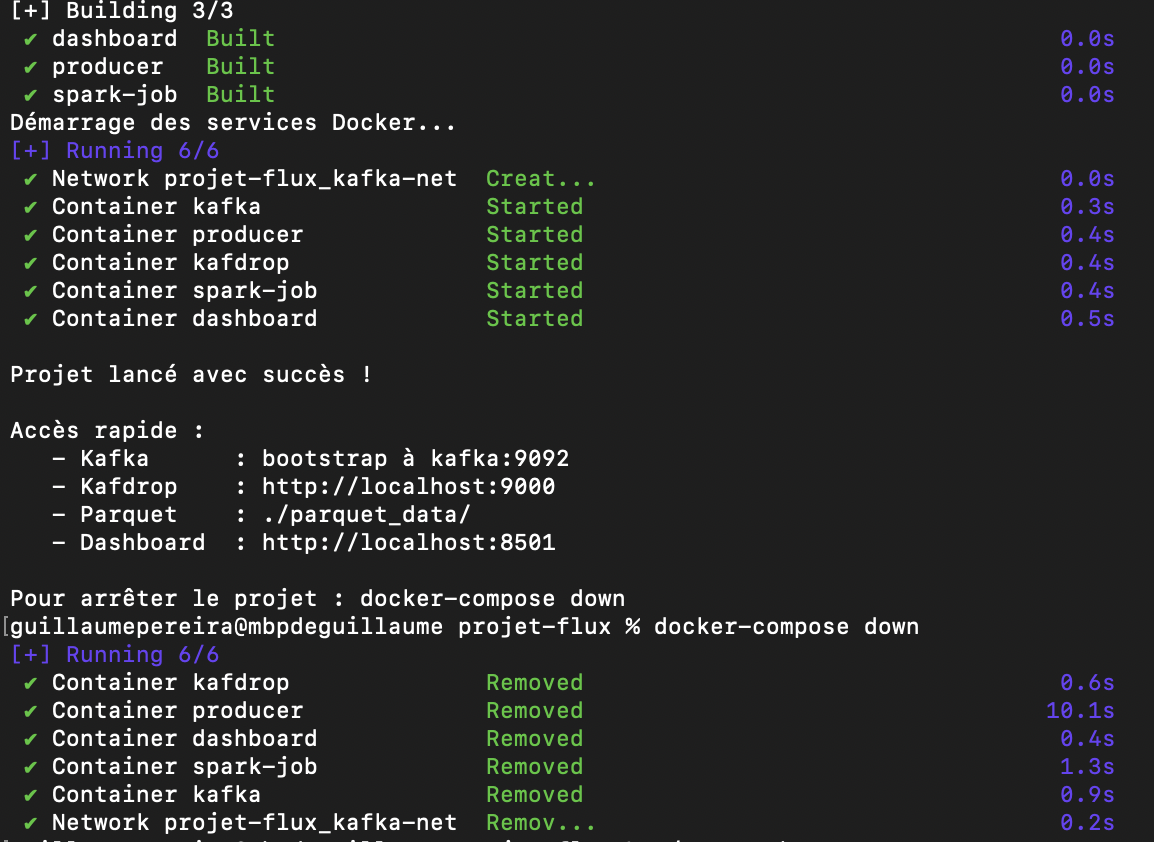 [+] Building 3/3
✔ dashboard  Built 0.0s
✔ producer   Built 0.0s
✔ spark-job  Built 0.0s
Démarrage des services Docker...
[+] Running 6/6
✔ Network projet-flux_kafka-net  Creat... 0.0s
✔ Container kafka Started 0.3s
✔ Container producer Started 0.4s
✔ Container kafdrop Started 0.4s
✔ Container spark-job Started 0.4s
✔ Container dashboard Started 0.5s
Projet lancé avec succès !
Accès rapide :
– Kafka      : bootstrap à kafka:9092
– Kafdrop    : http://localhost:9000
– Parquet    : ./parquet_data/
– Dashboard  : http://localhost:8501
Pour arrêter le projet : docker-compose down
[guillaumepereira@mbpdeguillaume projet-flux % docker-compose down
[+] Running 6/6
✔ Container kafdrop Removed 0.6s
✔ Container producer Removed 10.1s
✔ Container dashboard Removed 0.4s
✔ Container spark-job Removed 1.3s
✔ Container kafka Removed 0.9s
✔ Network projet-flux_kafka-net  Remov... 0.2s